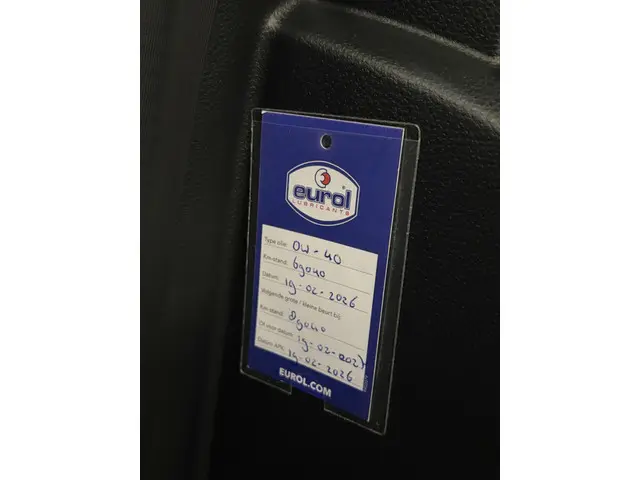 eurol
LUBRICANTS
Type olie: 0W-40
Km-stand: 69040
Datum: 19-02-2026
Volgende grote / kleine beurt bij:
Km-stand: 89040
Of voor datum: 19-02-2027
Datum APK: 19-02-2026
EUROL.COM